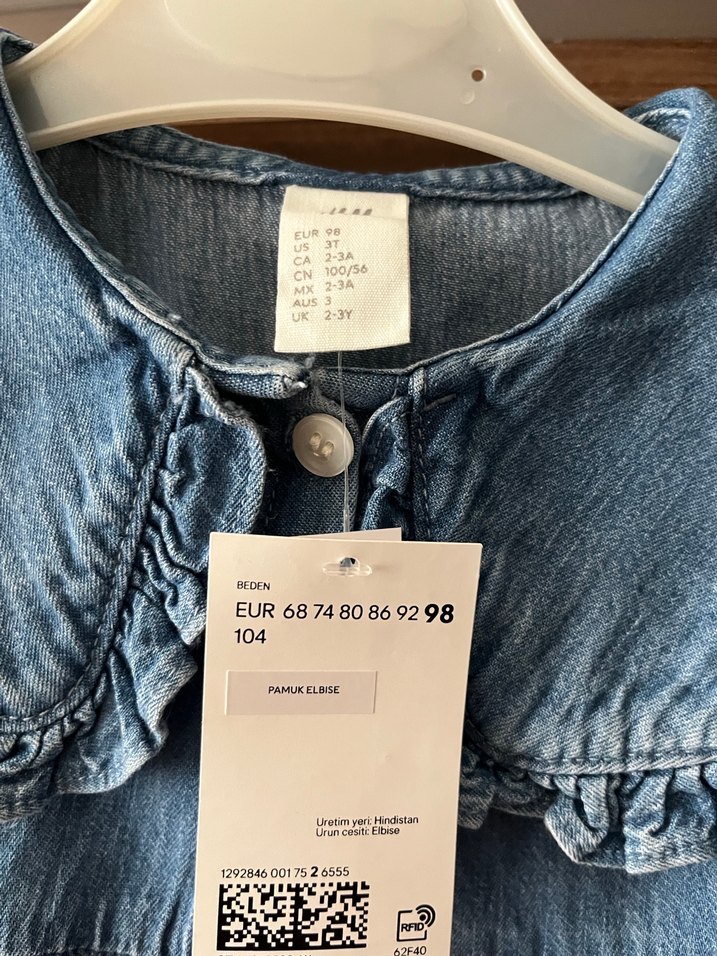 EUR 98
US 3T
CA 2-3A
CN 100/56
MX 2-3A
AUS 3
UK 2-3Y
BEDEN
EUR 68 74 80 86 92 98
104
PAMUK ELBISE
Uretim yeri: Hindistan
Urun cesiti: Elbise
1292846 001 75 2 6555
RFID
62F40